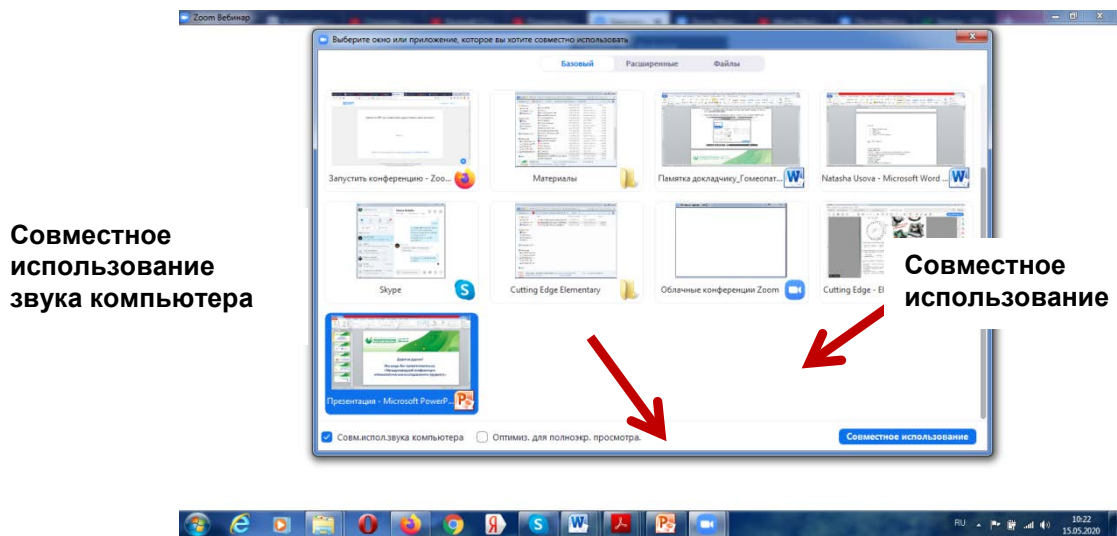 Zoom Вебинар
Выберите окно или приложение, которое вы хотите совместно использовать
Базовый Расширенные Файлы
Запустить конференцию - Zoo...
Материалы
Памятка докладчику_Гомеопат...
Natasha Usova - Microsoft Word ...
Совместное
использование
звука компьютера
Skype
Cutting Edge Elementary
Облачные конференции Zoom
Cutting Edge - El
Совместное
использование
Презентация - Microsoft PowerP...
Совм.испол.звука компьютера
Оптимиз. для полноэкр. просмотра.
Совместное использование
RU
10:22
15.05.2020